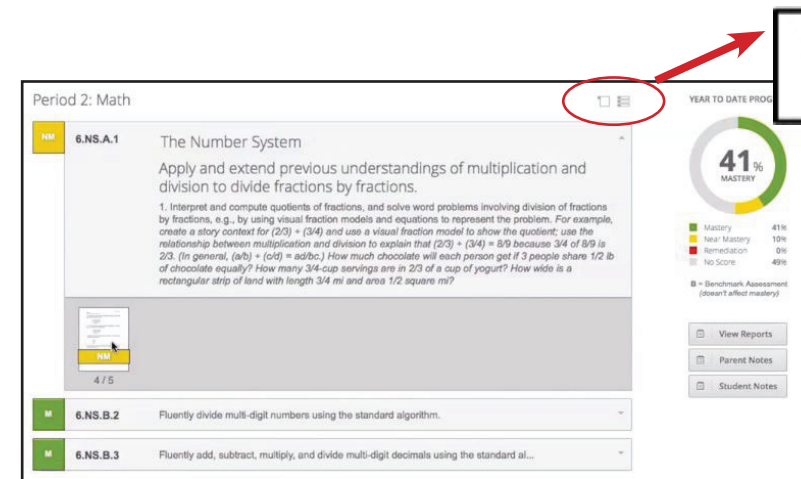 Period 2: Math
NM
6.NS.A.1
The Number System
Apply and extend previous understandings of multiplication and
division to divide fractions by fractions.
1. Interpret and compute quotients of fractions, and solve word problems involving division of fractions
by fractions, e.g., by using visual fraction models and equations to represent the problem. For example,
create a story context for (2/3) ÷ (3/4) and use a visual fraction model to show the quotient; use the
relationship between multiplication and division to explain that (2/3) ÷ (3/4) = 8/9 because 3/4 of 8/9 is
2/3. (In general, (a/b) ÷ (c/d) = ad/bc.) How much chocolate will each person get if 3 people share 1/2 lb
of chocolate equally? How many 3/4-cup servings are in 2/3 of a cup of yogurt? How wide is a
rectangular strip of land with length 3/4 mi and area 1/2 square mi?
NM
4 / 5
M
6.NS.B.2
Fluently divide multi-digit numbers using the standard algorithm.
M
6.NS.B.3
Fluently add, subtract, multiply, and divide multi-digit decimals using the standard al...
YEAR TO DATE PROG
41%
MASTERY
Mastery 41%
Near Mastery 10%
Remediation 0%
No Score 49%
B = Benchmark Assessment
(doesn't affect mastery)
View Reports
Parent Notes
Student Notes